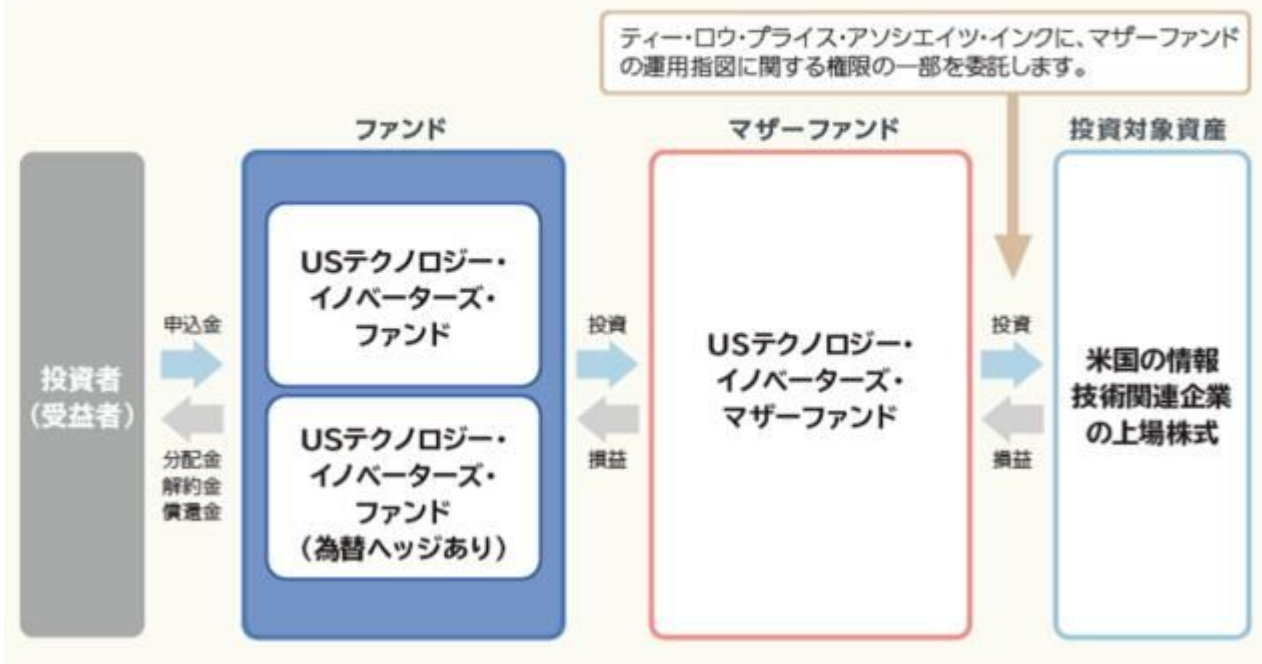 ティー・ロウ・プライス・アソシエイツ・インクに、マザーファンド
の運用指図に関する権限の一部を委託します。
ファンド
マザーファンド
投資対象資産
投資者
（受益者）
申込金
分配金
解約金
償還金
USテクノロジー・
イノベーターズ・
ファンド
USテクノロジー・
イノベーターズ・
ファンド
（為替ヘッジあり）
投資
損益
USテクノロジー・
イノベーターズ・
マザーファンド
投資
損益
米国の情報
技術関連企業
の上場株式